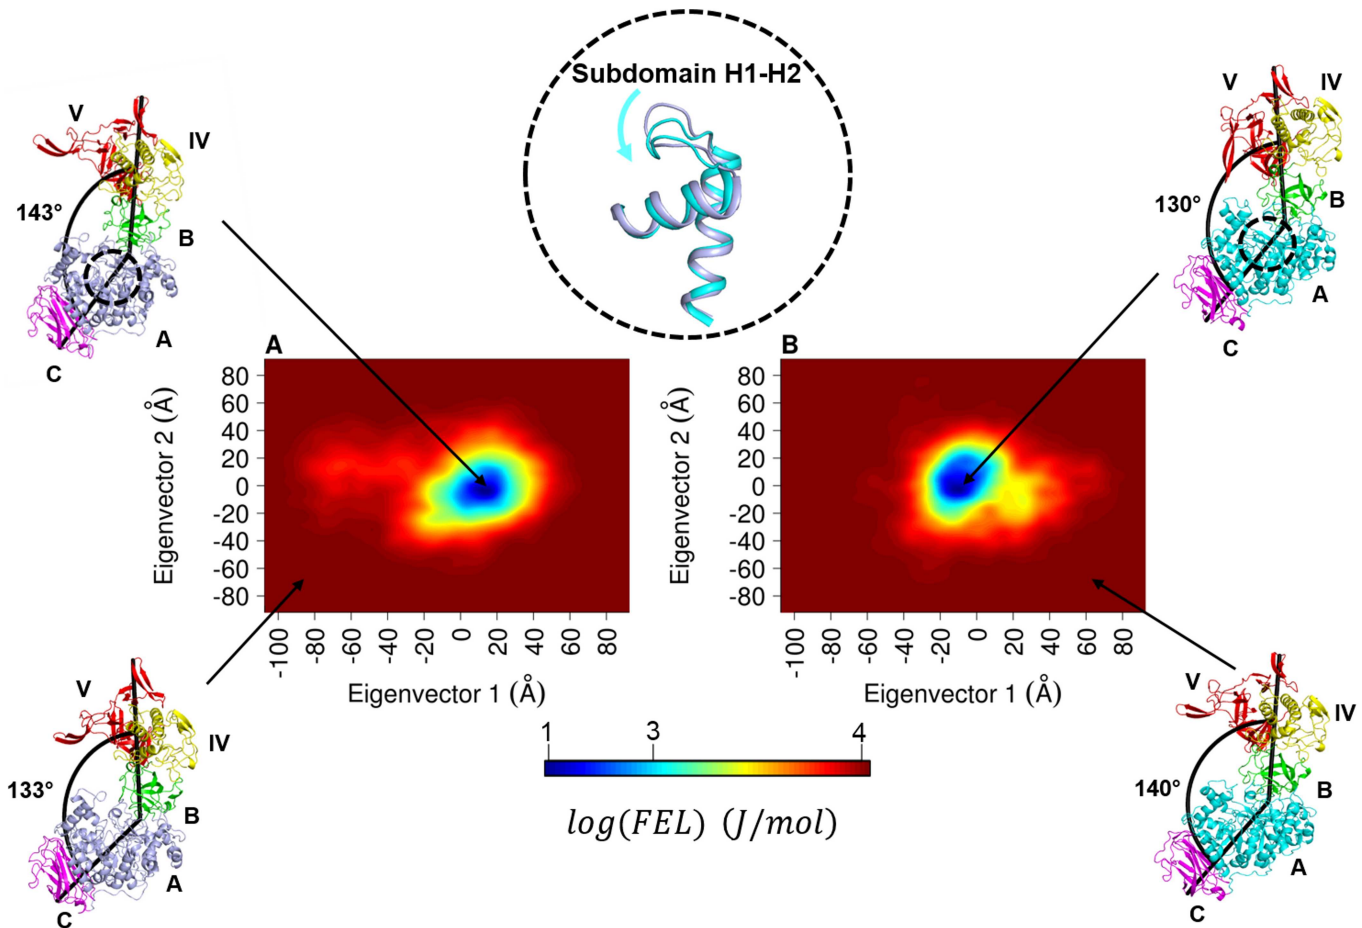 Subdomain H1-H2
V
IV
143°
B
A
C
V
IV
130°
B
A
C
A
80
60
40
20
0
-20
-40
-60
-80
Eigenvector 2 (Å)
-100
-80
-60
-40
-20
0
20
40
60
80
Eigenvector 1 (Å)
B
80
60
40
20
0
-20
-40
-60
-80
Eigenvector 2 (Å)
-100
-80
-60
-40
-20
0
20
40
60
80
Eigenvector 1 (Å)
V
IV
133°
B
A
C
V
IV
140°
B
A
C
1 3 4
log(FEL) (J/mol)